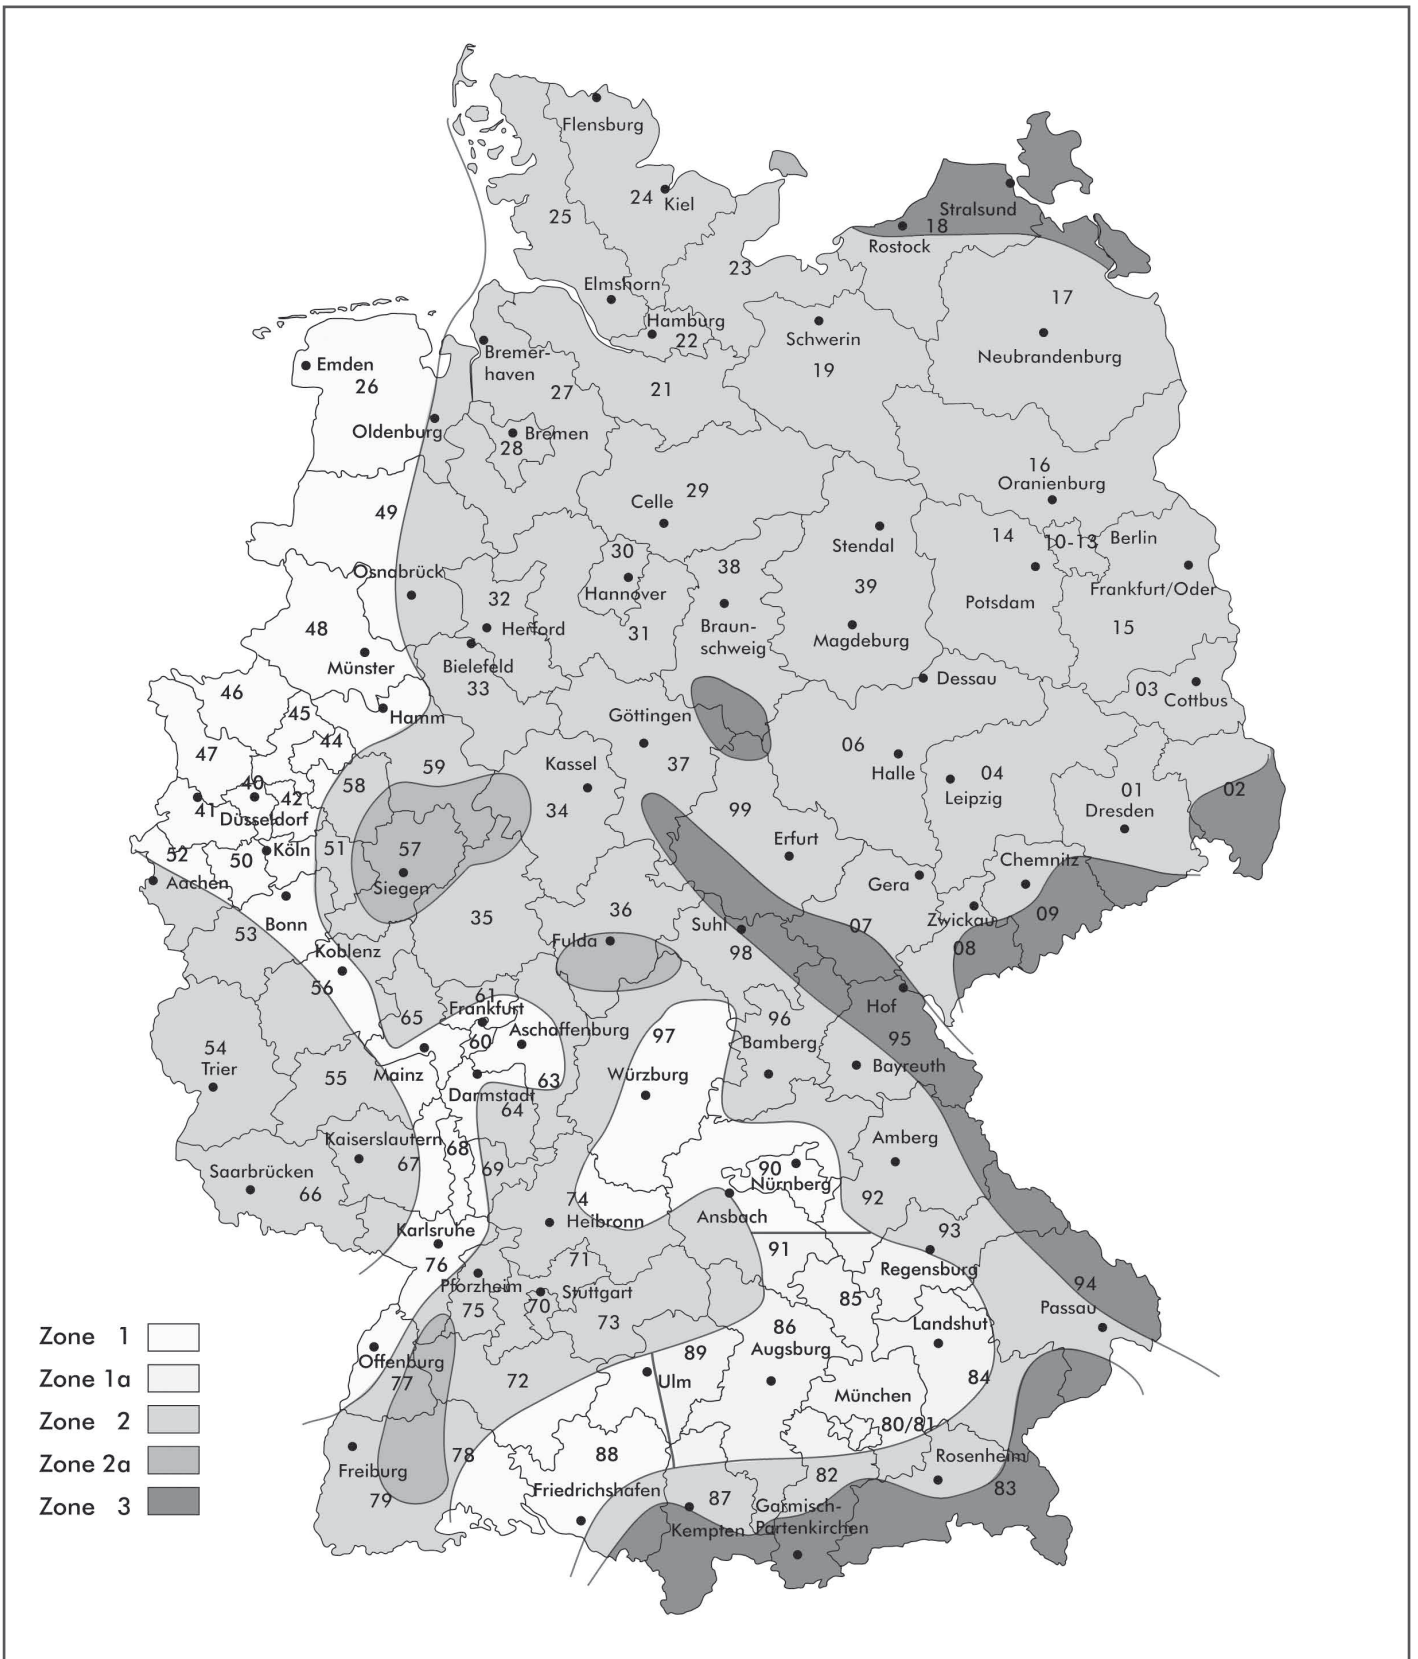 Flensburg
24
Kiel
25
Stralsund
18
Rostock
23
Elmshorn
17
Hamburg
22
Schwerin
Neubrandenburg
Bremer-
haven
Emden
26
19
27
21
Oldenburg
Bremen
28
16
Oranienburg
29
Celle
49
Stendal
14
10-13
Berlin
30
38
Osnabrück
Hannover
39
Frankfurt/Oder
32
Potsdam
48
Herford
31
Braun-
schweig
Magdeburg
15
Münster
Bielefeld
33
Dessau
03
Cottbus
46
45
Hamm
Göttingen
44
47
06
59
Kassel
37
Halle
04
Leipzig
40
42
58
01
02
41
Düsseldorf
34
99
Dresden
Erfurt
52
50
Köln
51
57
Chemnitz
Aachen
Siegen
Gera
Bonn
35
36
Suhl
07
Zwickau
09
53
Koblenz
Fulda
98
08
56
61
Frankfurt
65
Hof
Aschaffenburg
97
96
60
Bamberg
95
54
Trier
55
Mainz
63
Würzburg
Bayreuth
Darmstadt
64
Kaiserslautern
68
Amberg
67
69
90
Nürnberg
Saarbrücken
66
74
92
Karlsruhe
Heibronn
Ansbach
93
76
71
91
Regensburg
Pforzheim
Stuttgart
94
75
70
85
Passau
73
86
Landshut
Zone 1
Augsburg
Offenburg
89
Zone 1a
77
72
Ulm
84
München
Zone 2
80/81
78
88
Rosenheim
Zone 2a
Freiburg
82
79
Friedrichshafen
87
83
Zone 3
Garmisch-
Partenkirchen
Kempten